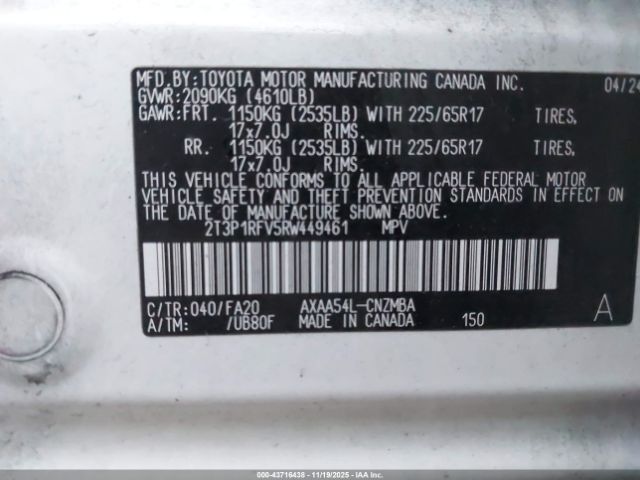 MFD.BY:TOYOTA MOTOR MANUFACTURING CANADA INC. 04/24
GVWR:2090KG (4610LB)
GAWR:FRT. 1150KG (2535LB) WITH 225/65R17 TIRES,
17x7.0J RIMS.
RR. 1150KG (2535LB) WITH 225/65R17 TIRES,
17x7.0J RIMS.
THIS VEHICLE CONFORMS TO ALL APPLICABLE FEDERAL MOTOR
VEHICLE SAFETY AND THEFT PREVENTION STANDARDS IN EFFECT ON
THE DATE OF MANUFACTURE SHOWN ABOVE.
2T3P1RFV5RW449461 MPV
C/TR:040/FA20 AXAA54L-CNZMBA
A/TM: /UB80F MADE IN CANADA 150 A
000-43716438 - 11/19/2025 - IAAI.CA